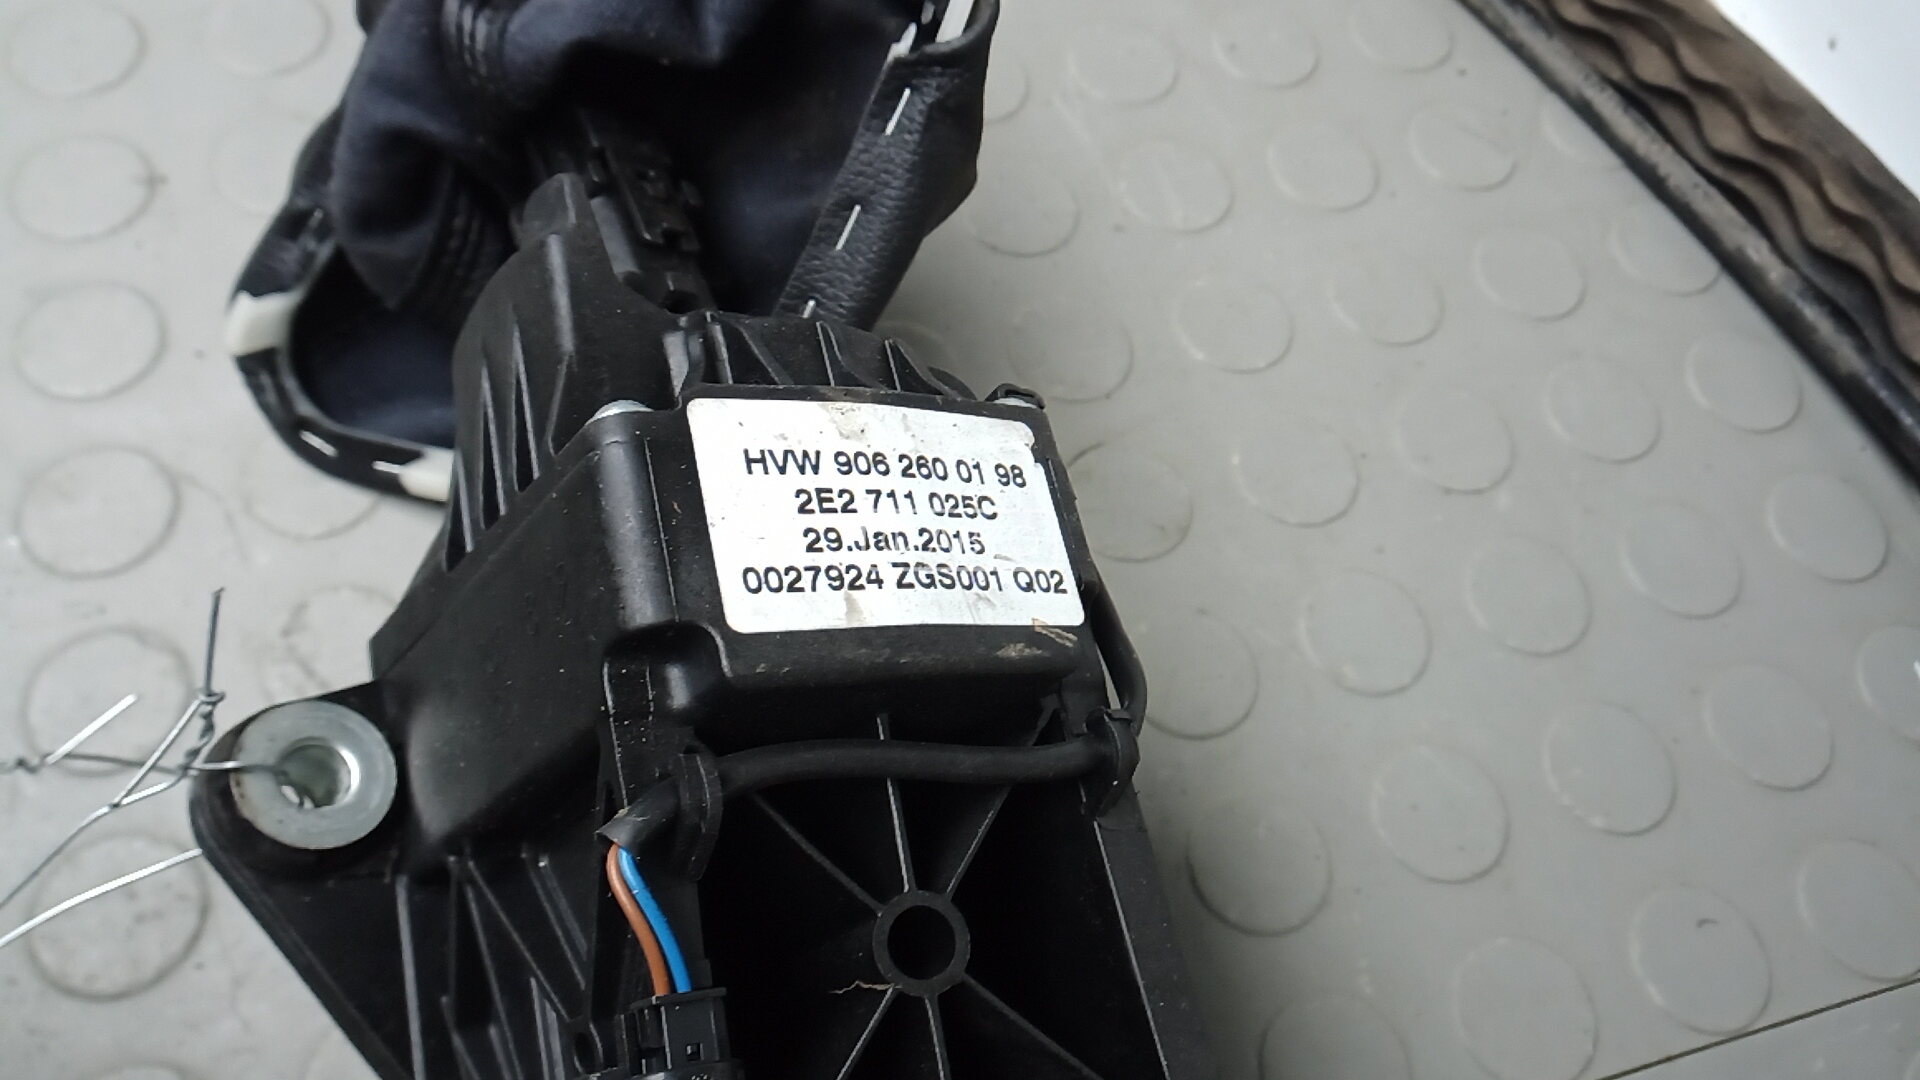 HVW 906 260 01 98
2E2 711 025C
29.Jan.2015
0027924 ZGS001 Q02